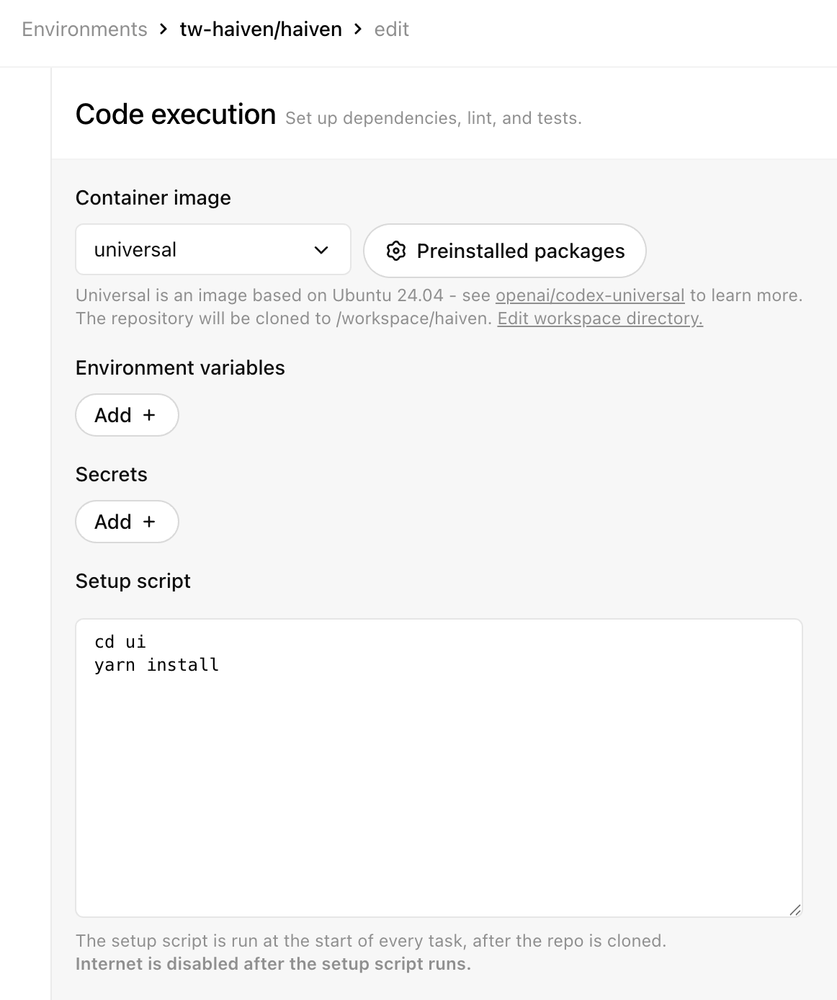 Environments > tw-haiven/haiven > edit
Code execution Set up dependencies, lint, and tests.
Container image
universal
Preinstalled packages
Universal is an image based on Ubuntu 24.04 - see openai/codex-universal to learn more.
The repository will be cloned to /workspace/haiven. Edit workspace directory.
Environment variables
Add +
Secrets
Add +
Setup script
cd ui
yarn install
The setup script is run at the start of every task, after the repo is cloned.
Internet is disabled after the setup script runs.